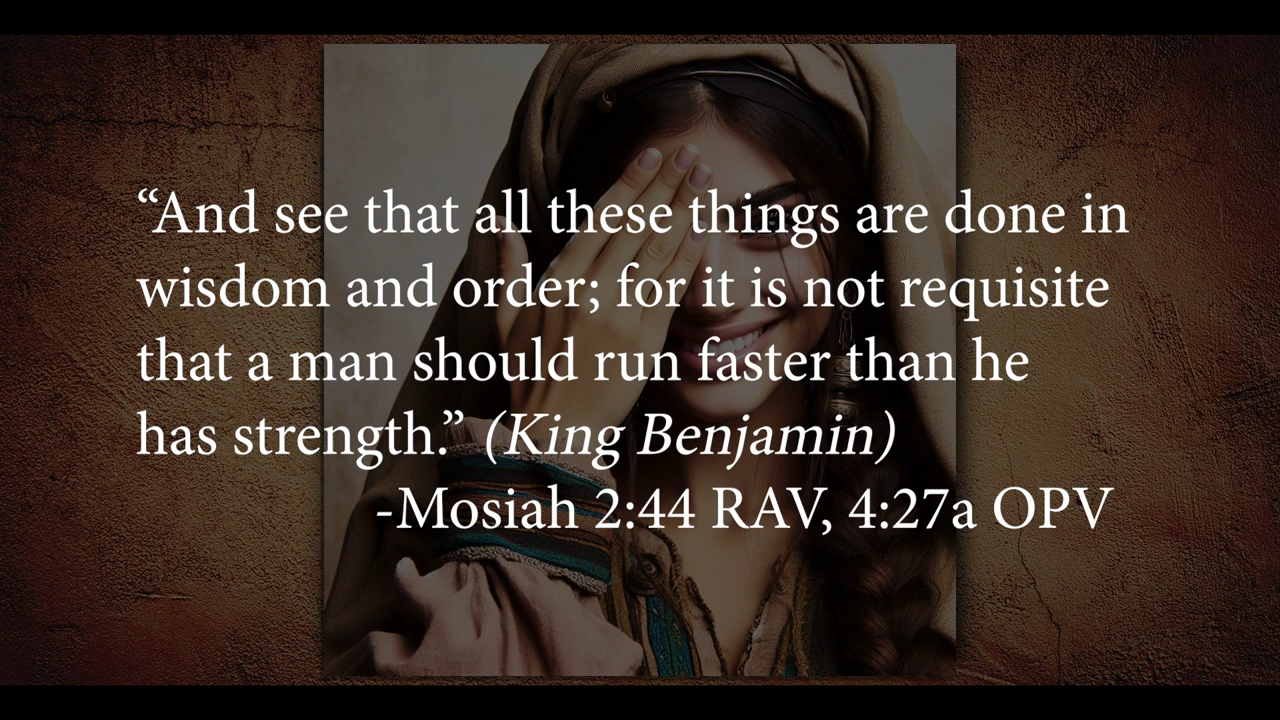 “And see that all these things are done in
wisdom and order; for it is not requisite
that a man should run faster than he
has strength.” (King Benjamin)
-Mosiah 2:44 RAV, 4:27a OPV